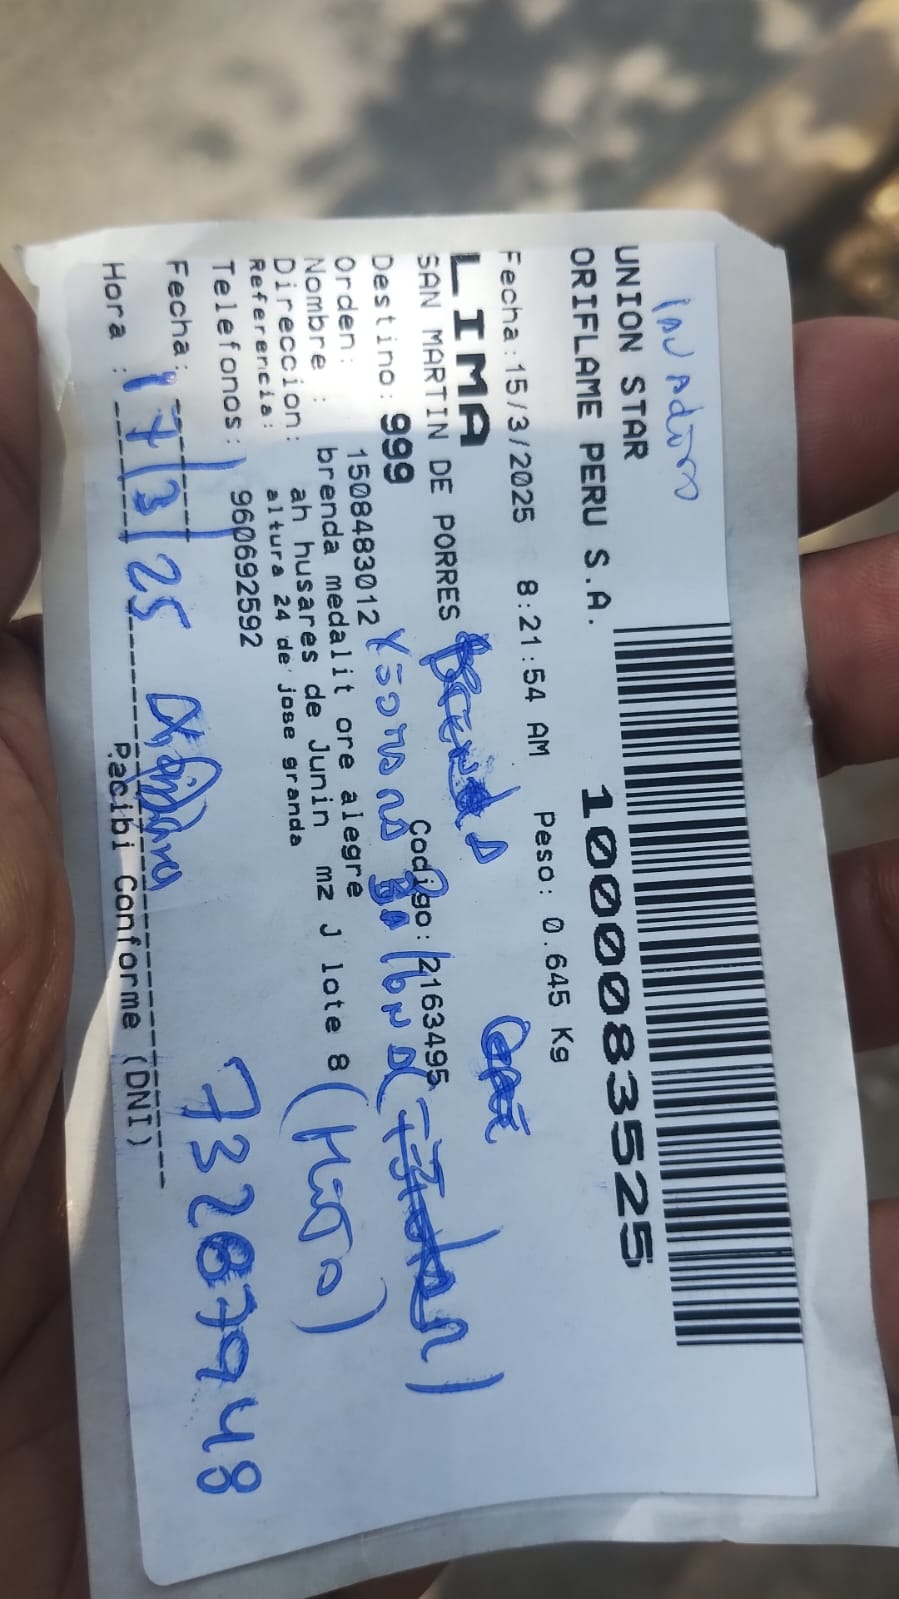 UNION STAR
ORIFLAME PERU S.A.
1000083525
Fecha:15/3/2025 8:21:54 AM Peso: 0.645 Kg
LIMA
SAN MARTIN DE PORRES
Codigo: 2163495
Destino: 999
Orden: 1508483012
Nombre : brenda medalit ore alegre
Direccion: ah husares de Junin mz J lote 8
Referencia: altura 24 de jose granda
Telefonos: 960692592
Fecha: 17/3/25
73287948
Hora :
Recibi Conforme (DNI)